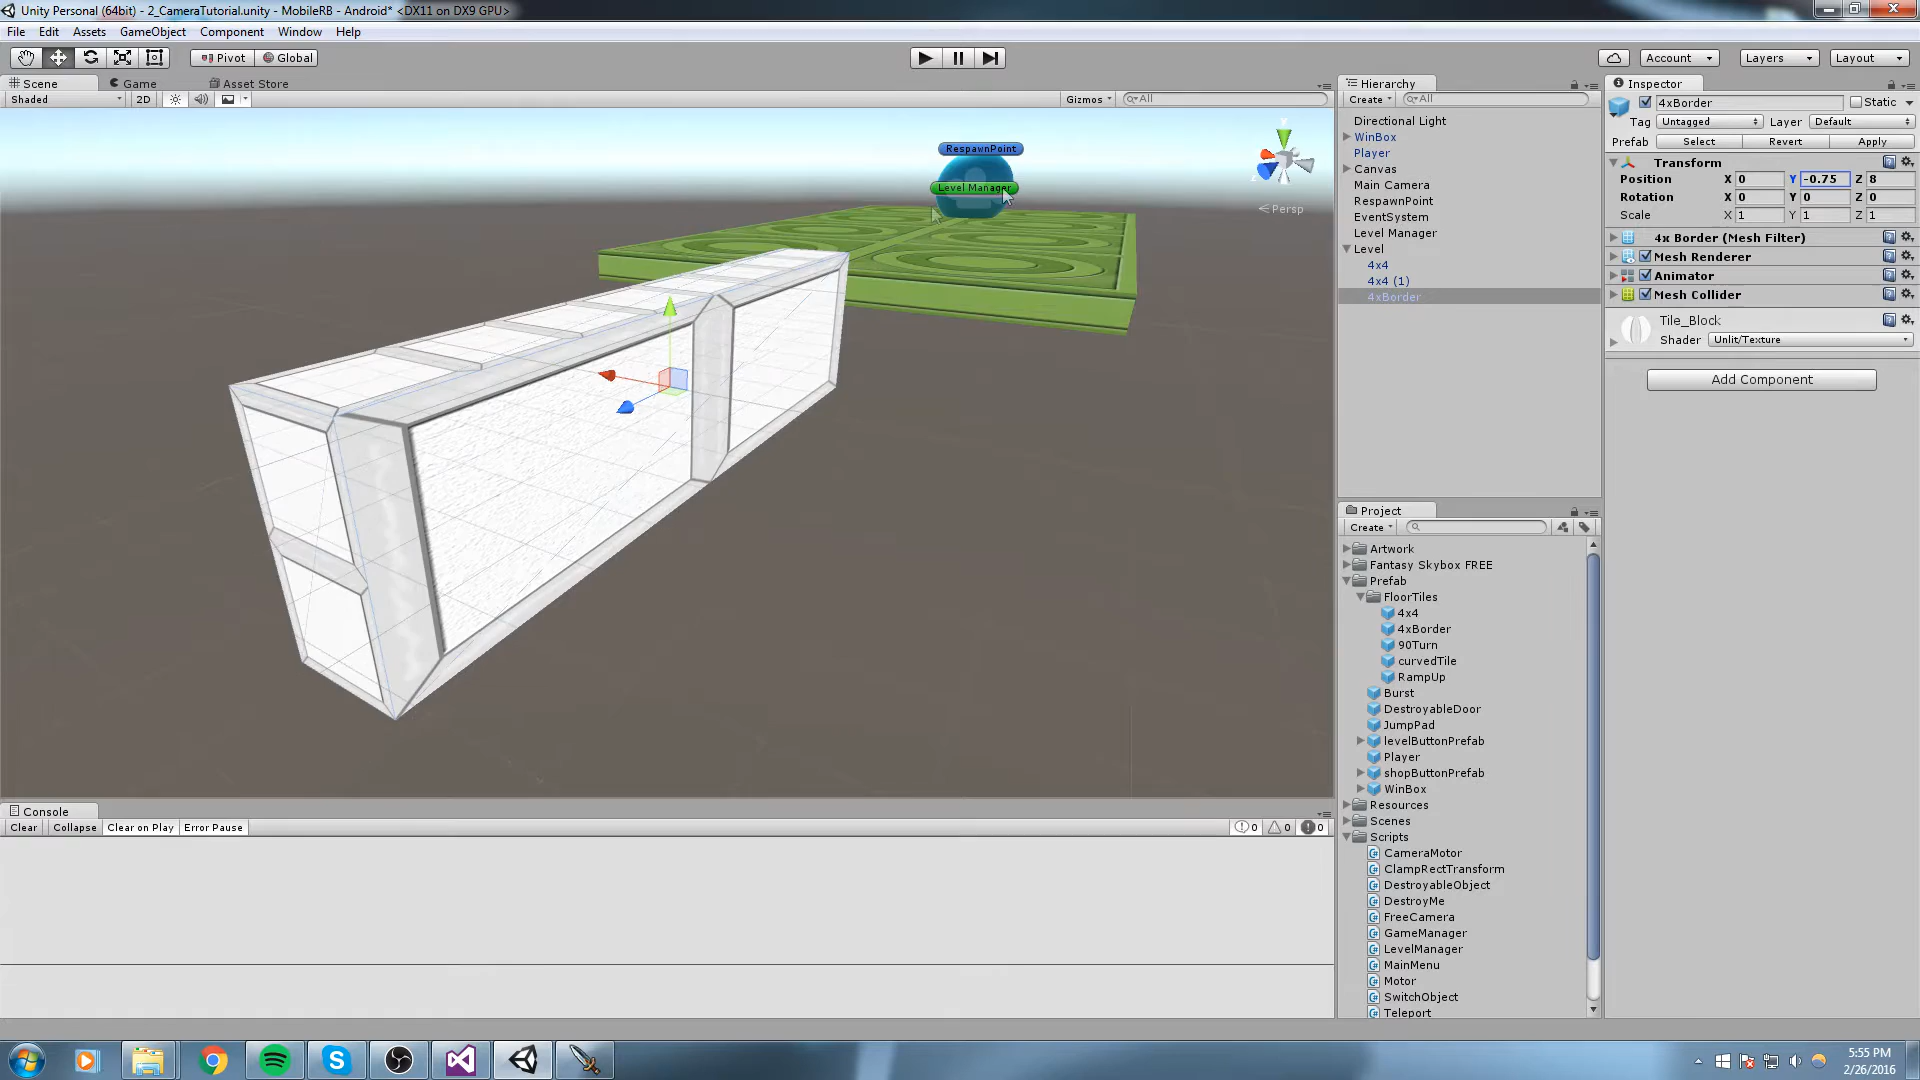 Unity Personal (64bit) - 2_CameraTutorial.unity - MobileRB - Android* <DX11 on DX9 GPU>
File Edit Assets GameObject Component Window Help
Pivot Global Account Layers Layout
Scene Game Asset Store
Shaded 2D Gizmos All
RespawnPoint
Level Manager
y
z
Persp
Hierarchy
Create All
Directional Light
WinBox
Player
Canvas
Main Camera
RespawnPoint
EventSystem
Level Manager
Level
4x4
4x4 (1)
4xBorder
Project
Create
Artwork
Fantasy Skybox FREE
Prefab
FloorTiles
4x4
4xBorder
90Turn
curvedTile
RampUp
Burst
DestroyableDoor
JumpPad
levelButtonPrefab
Player
shopButtonPrefab
WinBox
Resources
Scenes
Scripts
CameraMotor
ClampRectTransform
DestroyableObject
DestroyMe
FreeCamera
GameManager
LevelManager
MainMenu
Motor
SwitchObject
Teleport
Inspector
4xBorder Static
Tag Untagged Layer Default
Prefab Select Revert Apply
Transform
Position X 0 Y -0.75 Z 8
Rotation X 0 Y 0 Z 0
Scale X 1 Y 1 Z 1
4x Border (Mesh Filter)
Mesh Renderer
Animator
Mesh Collider
Tile_Block
Shader Unlit/Texture
Add Component
Console
Clear Collapse Clear on Play Error Pause 0 0 0
5:55 PM
2/26/2016